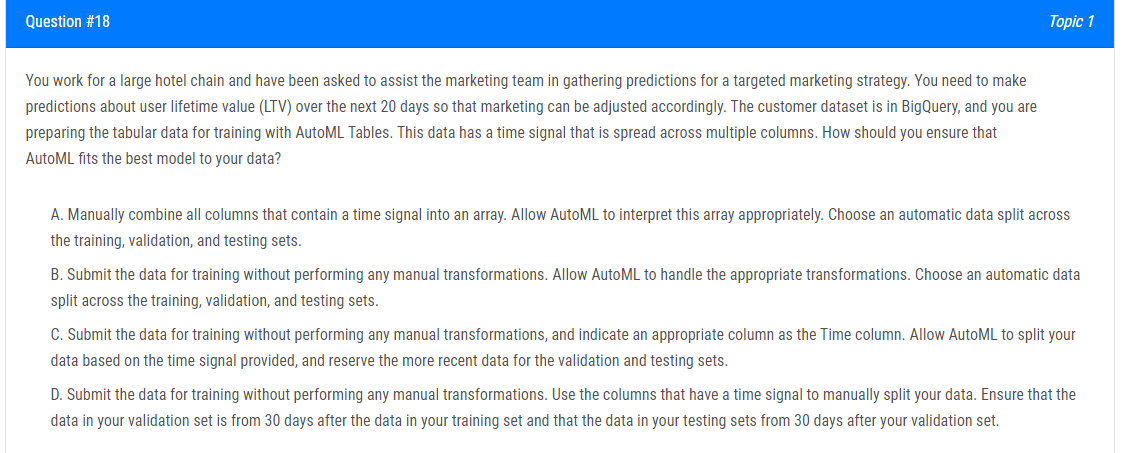 Question #18
Topic 1
You work for a large hotel chain and have been asked to assist the marketing team in gathering predictions for a targeted marketing strategy. You need to make
predictions about user lifetime value (LTV) over the next 20 days so that marketing can be adjusted accordingly. The customer dataset is in BigQuery, and you are
preparing the tabular data for training with AutoML Tables. This data has a time signal that is spread across multiple columns. How should you ensure that
AutoML fits the best model to your data?
A. Manually combine all columns that contain a time signal into an array. Allow AutoML to interpret this array appropriately. Choose an automatic data split across
the training, validation, and testing sets.
B. Submit the data for training without performing any manual transformations. Allow AutoML to handle the appropriate transformations. Choose an automatic data
split across the training, validation, and testing sets.
C. Submit the data for training without performing any manual transformations, and indicate an appropriate column as the Time column. Allow AutoML to split your
data based on the time signal provided, and reserve the more recent data for the validation and testing sets.
D. Submit the data for training without performing any manual transformations. Use the columns that have a time signal to manually split your data. Ensure that the
data in your validation set is from 30 days after the data in your training set and that the data in your testing sets from 30 days after your validation set.